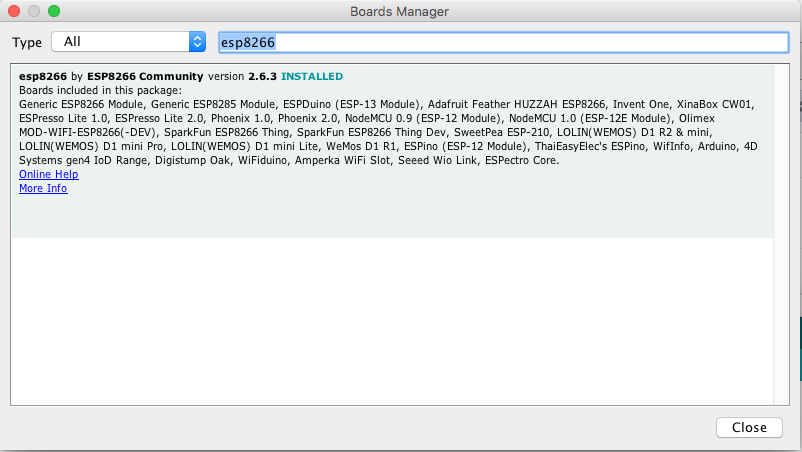 Boards Manager
Type All esp8266
esp8266 by ESP8266 Community version 2.6.3 INSTALLED
Boards included in this package:
Generic ESP8266 Module, Generic ESP8285 Module, ESPDuino (ESP-13 Module), Adafruit Feather HUZZAH ESP8266, Invent One, XinaBox CW01,
ESPresso Lite 1.0, ESPresso Lite 2.0, Phoenix 1.0, Phoenix 2.0, NodeMCU 0.9 (ESP-12 Module), NodeMCU 1.0 (ESP-12E Module), Olimex
MOD-WIFI-ESP8266(-DEV), SparkFun ESP8266 Thing, SparkFun ESP8266 Thing Dev, SweetPea ESP-210, LOLIN(WEMOS) D1 R2 & mini,
LOLIN(WEMOS) D1 mini Pro, LOLIN(WEMOS) D1 mini Lite, WeMos D1 R1, ESPino (ESP-12 Module), ThaiEasyElec's ESPino, WifInfo, Arduino, 4D
Systems gen4 IoD Range, Digistump Oak, WiFiduino, Amperka WiFi Slot, Seeed Wio Link, ESPectro Core.
Online Help
More Info
Close